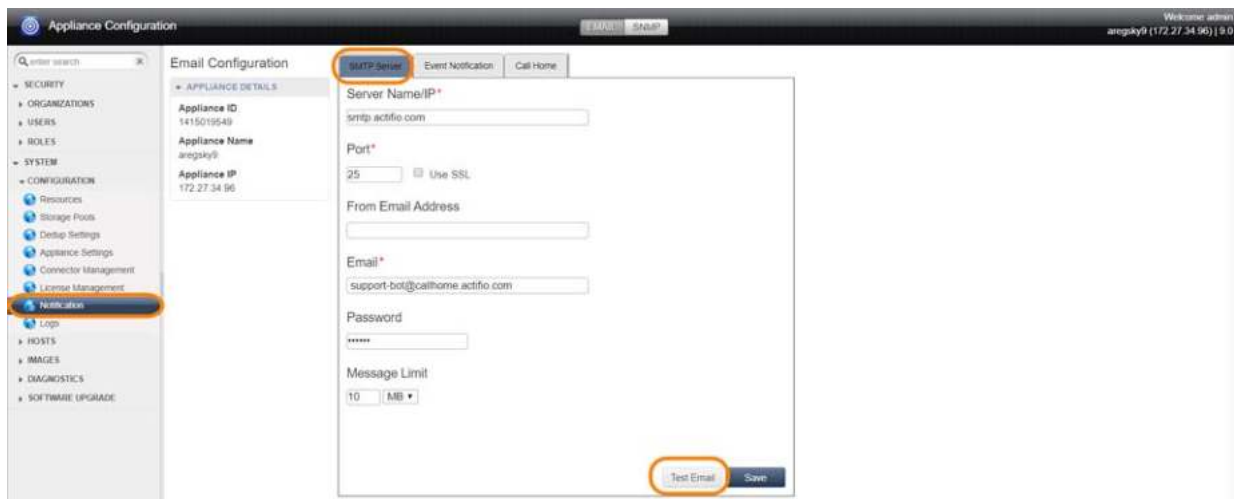 Appliance Configuration
EMAIL SNMP
Welcome admin
aregsky9 (172.27.34.96) | 9.0
enter search
SECURITY
ORGANIZATIONS
USERS
ROLES
SYSTEM
CONFIGURATION
Resources
Storage Pools
Dedup Settings
Appliance Settings
Connector Management
License Management
Notification
Logs
HOSTS
IMAGES
DIAGNOSTICS
SOFTWARE UPGRADE
Email Configuration
APPLIANCE DETAILS
Appliance ID
1415019549
Appliance Name
aregsky9
Appliance IP
172.27.34.96
SMTP Server Event Notification Call Home
Server Name/IP*
smtp.actifio.com
Port*
25 Use SSL
From Email Address
Email*
support-bot@callhome.actifio.com
Password
••••••
Message Limit
10 MB
Test Email Save